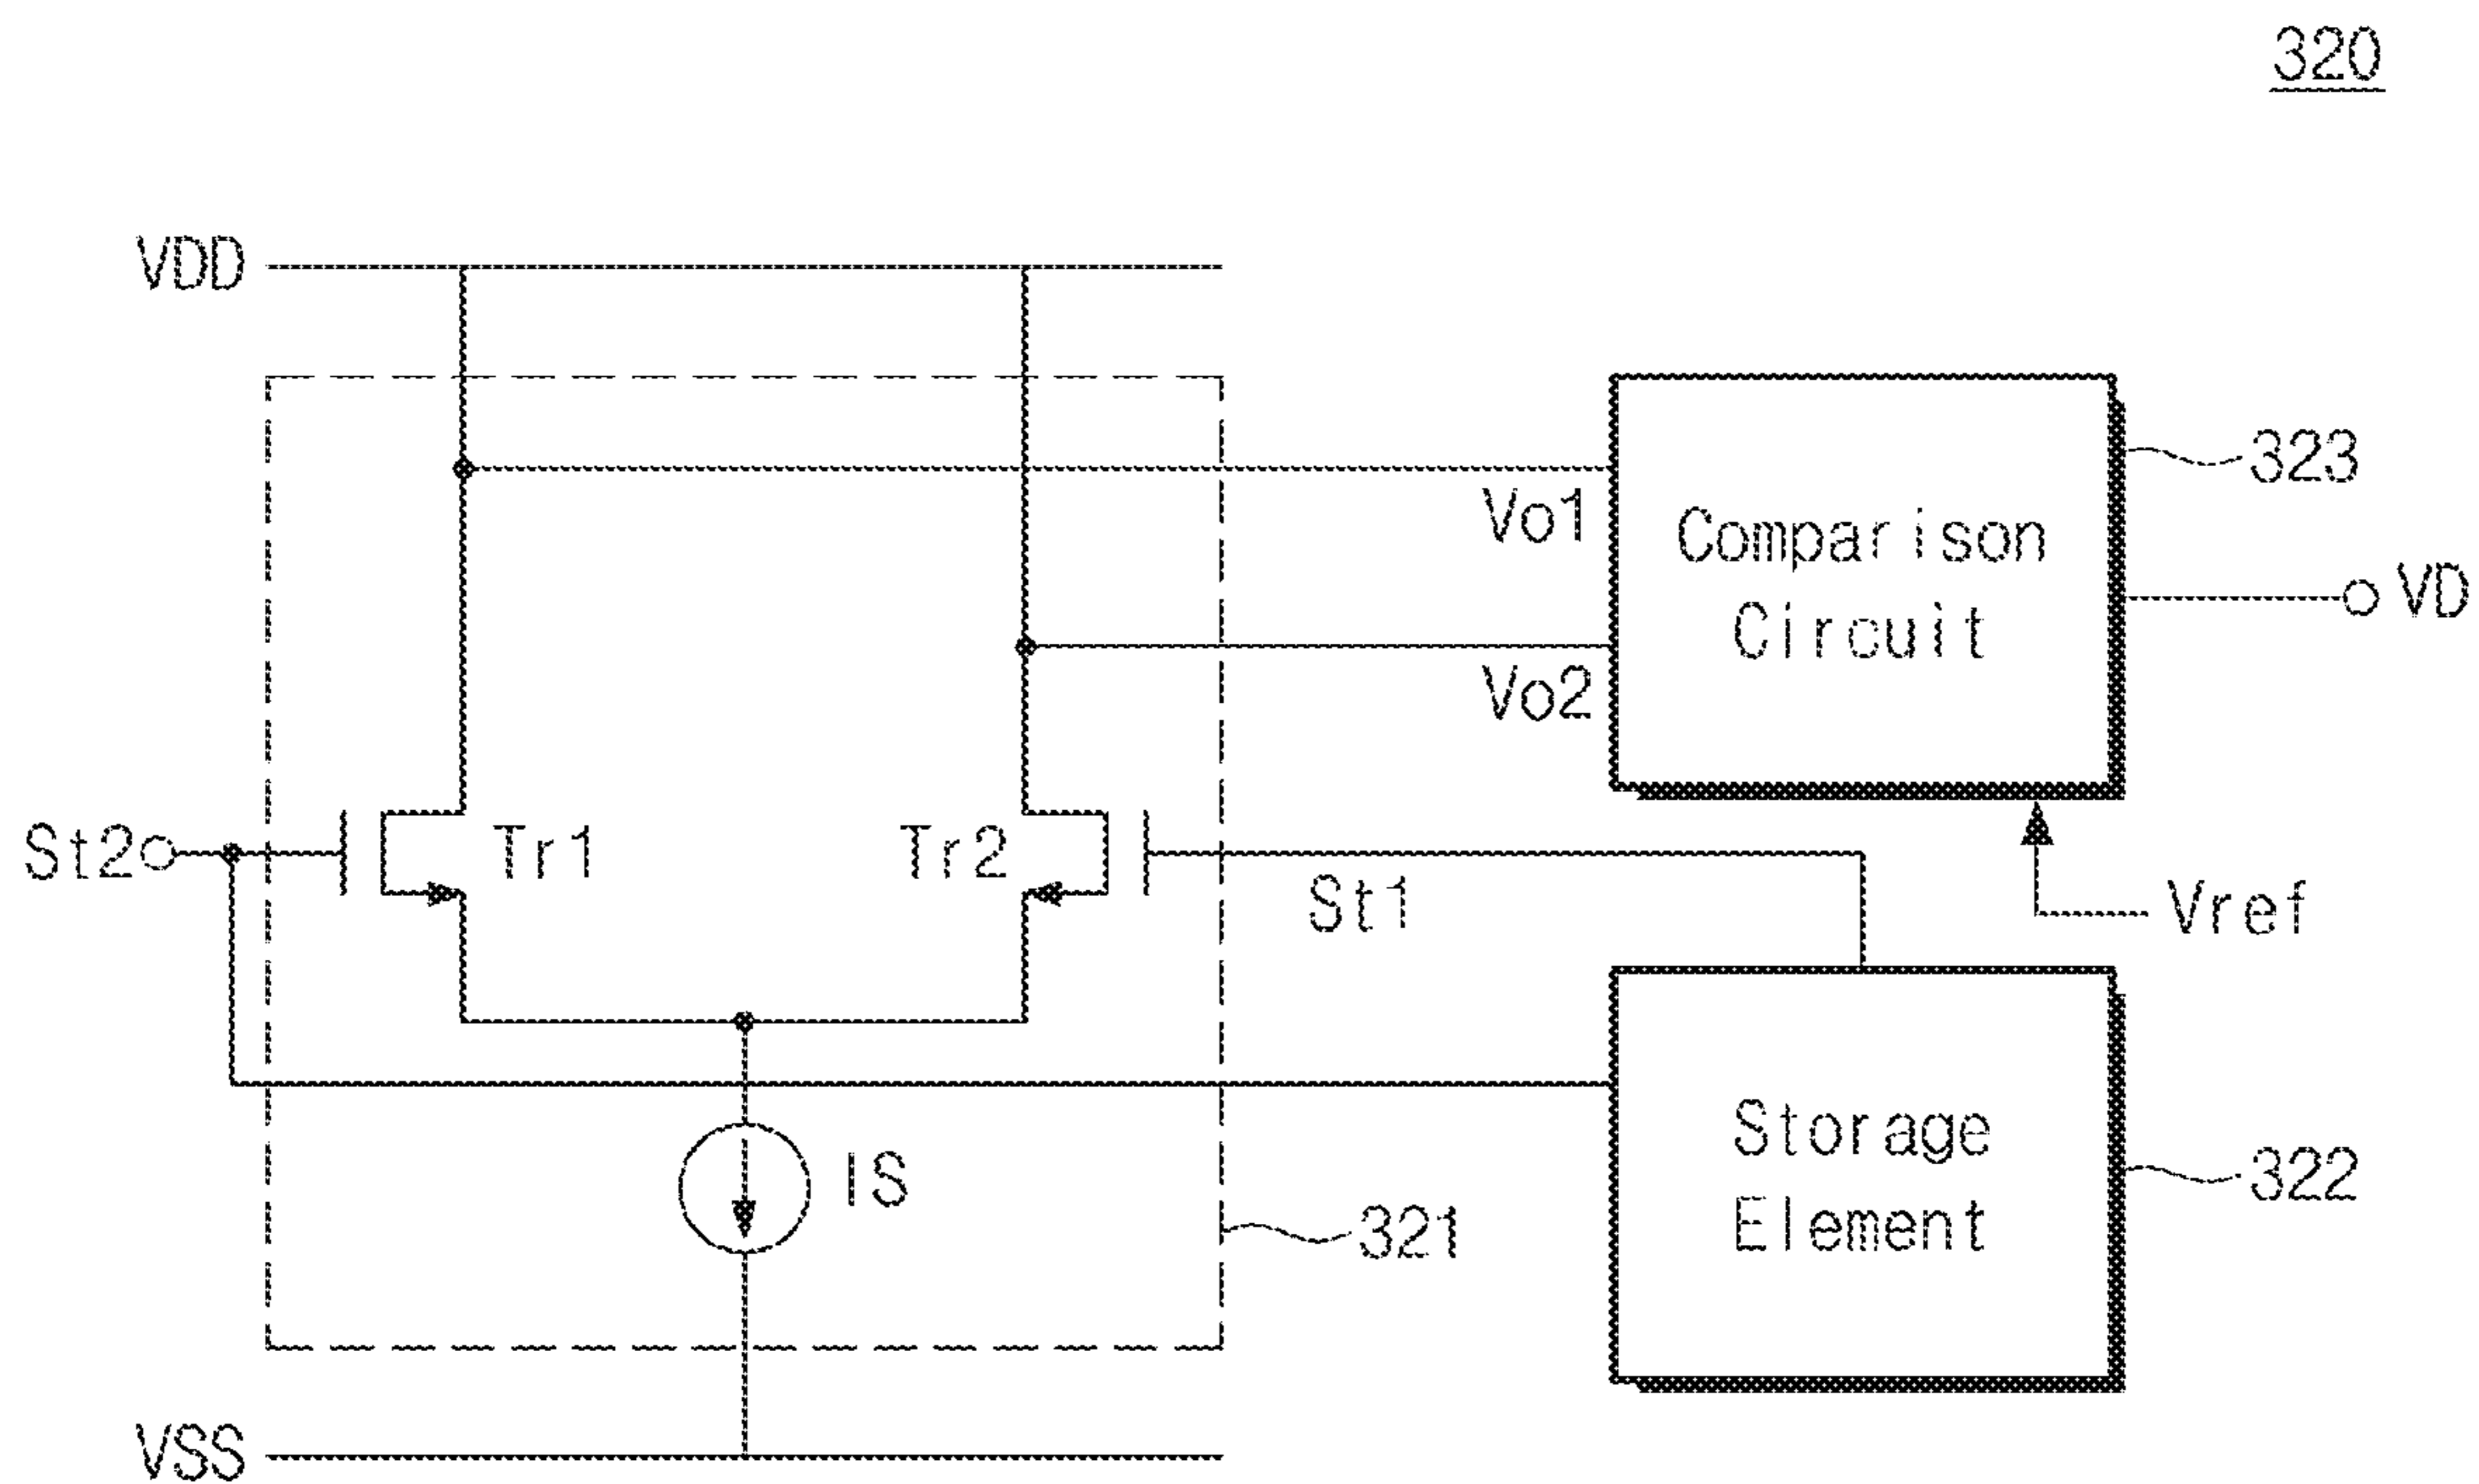 320
VDD
323
Vo1
Comparison
Circuit
VD
Vo2
St2
Tr1
Tr2
St1
Vref
Storage
Element
IS
322
321
VSS